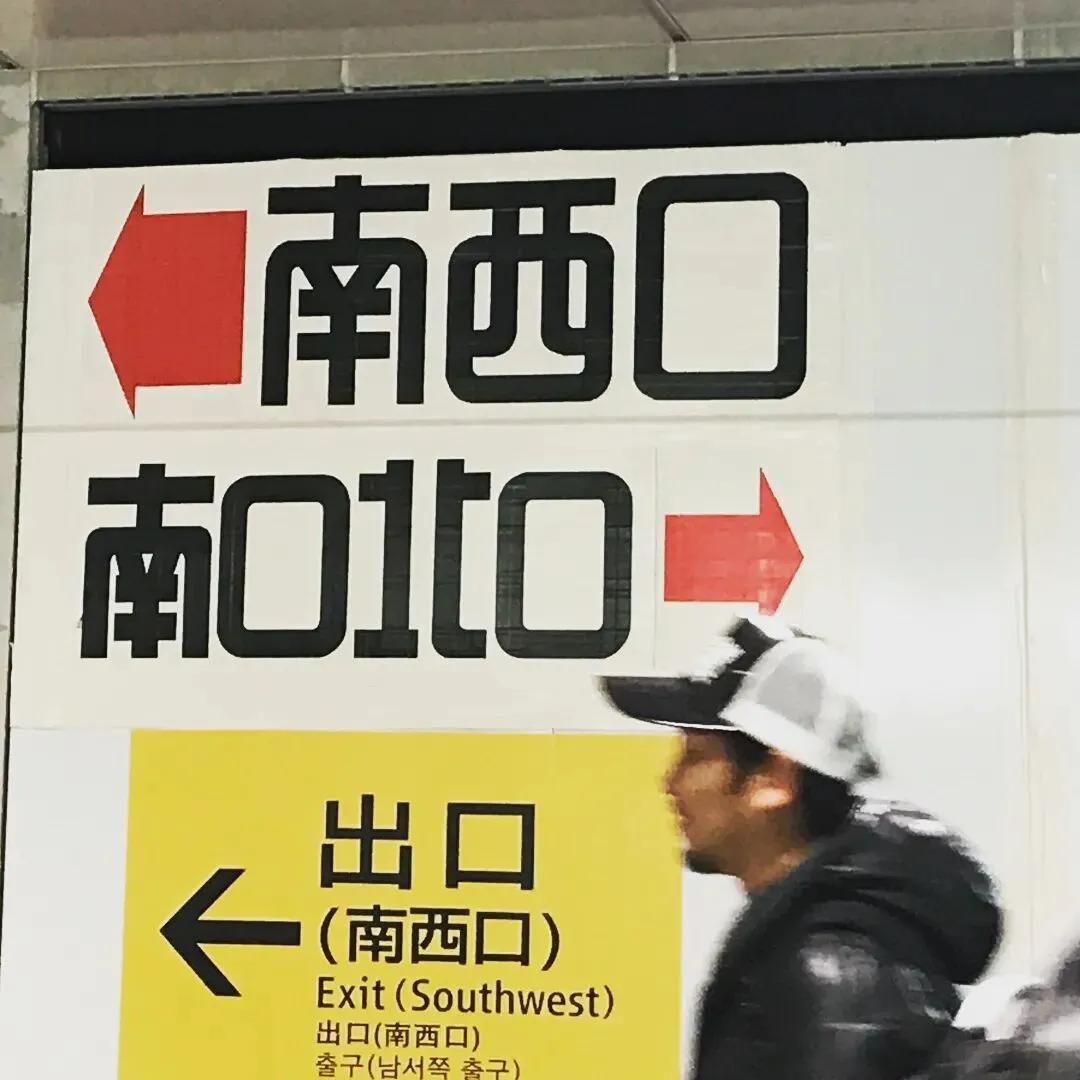 南西口
南口北口
出口
(南西口)
Exit (Southwest)
出口(南西口)
출구(남서쪽 출구)